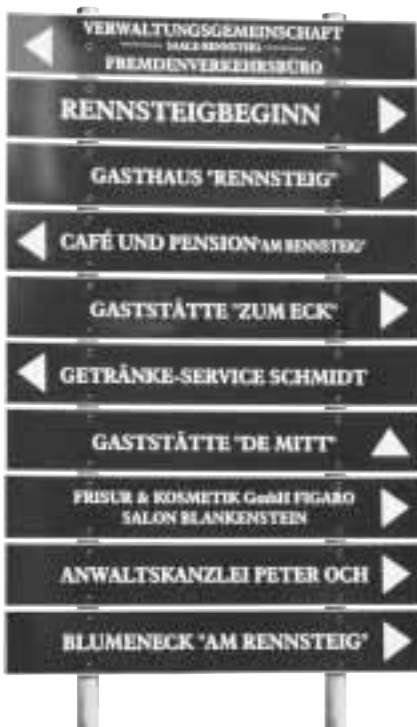 VERWALTUNGSGEMEINSCHAFT
SAALE-RENNSTEIG
FREMDENVERKEHRSBÜRO
RENNSTEIGBEGINN
GASTHAUS "RENNSTEIG"
CAFÉ UND PENSION "AM RENNSTEIG"
GASTSTÄTTE "ZUM ECK"
GETRÄNKE-SERVICE SCHMIDT
GASTSTÄTTE "DE MITT"
FRISUR & KOSMETIK GmbH FIGARO
SALON BLANKENSTEIN
ANWALTSKANZLEI PETER OCH
BLUMENECK "AM RENNSTEIG"